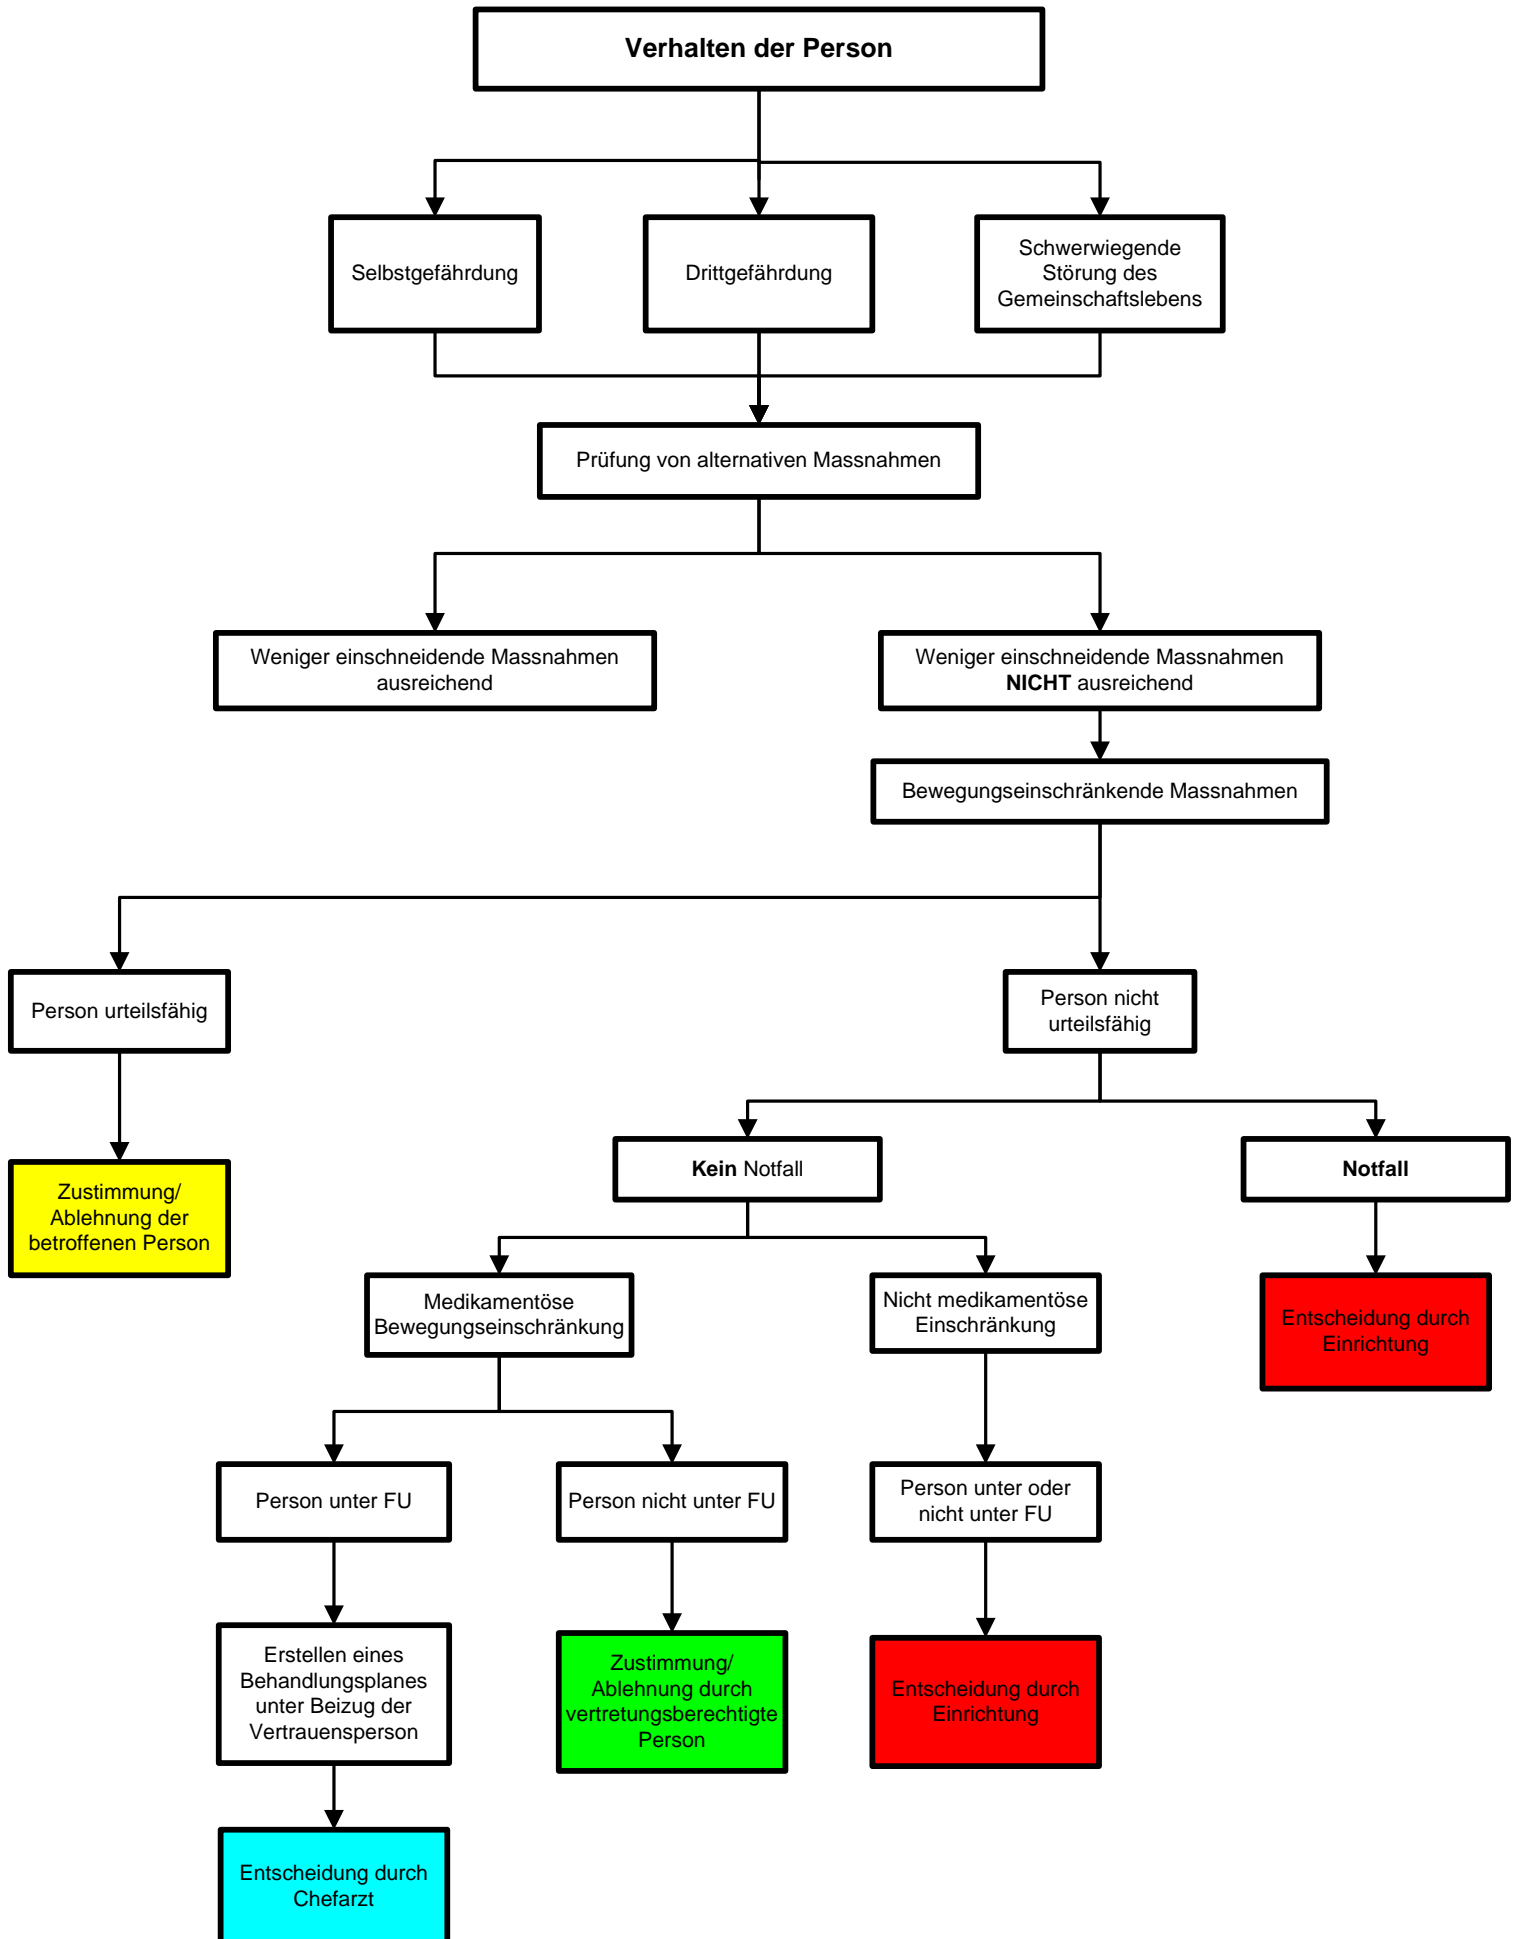 Verhalten der Person
Selbstgefährdung
Drittgefährdung
Schwerwiegende
Störung des
Gemeinschaftslebens
Prüfung von alternativen Massnahmen
Weniger einschneidende Massnahmen
ausreichend
Weniger einschneidende Massnahmen
NICHT ausreichend
Bewegungseinschränkende Massnahmen
Person urteilsfähig
Person nicht
urteilsfähig
Zustimmung/
Ablehnung der
betroffenen Person
Kein Notfall
Notfall
Medikamentöse
Bewegungseinschränkung
Nicht medikamentöse
Einschränkung
Entscheidung durch
Einrichtung
Person unter FU
Person nicht unter FU
Person unter oder
nicht unter FU
Erstellen eines
Behandlungsplanes
unter Beizug der
Vertrauensperson
Zustimmung/
Ablehnung durch
vertretungsberechtigte
Person
Entscheidung durch
Einrichtung
Entscheidung durch
Chefarzt